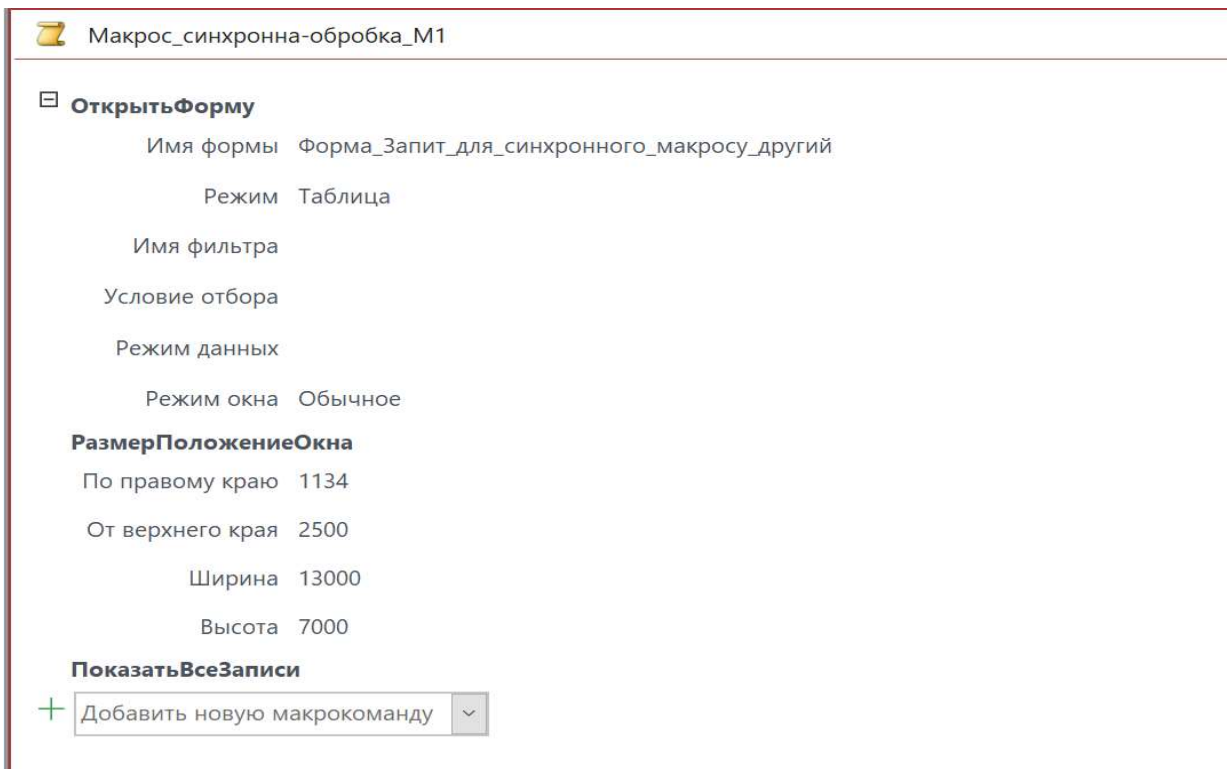 Макрос_синхронна-обробка_М1
ОткрытьФорму
Имя формы Форма_Запит_для_синхронного_макросу_другий
Режим Таблица
Имя фильтра
Условие отбора
Режим данных
Режим окна Обычное
РазмерПоложениеОкна
По правому краю 1134
От верхнего края 2500
Ширина 13000
Высота 7000
ПоказатьВсеЗаписи
Добавить новую макрокоманду